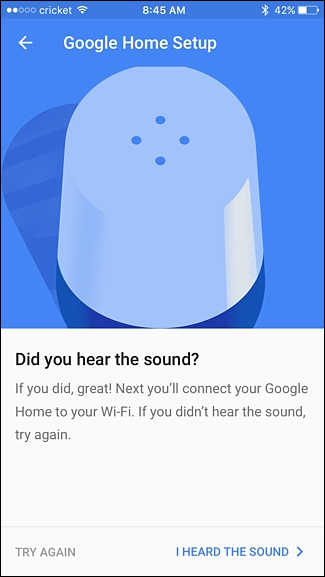 cricket 8:45 AM 42%
Google Home Setup
Did you hear the sound?
If you did, great! Next you'll connect your Google
Home to your Wi-Fi. If you didn't hear the sound,
try again.
TRY AGAIN I HEARD THE SOUND